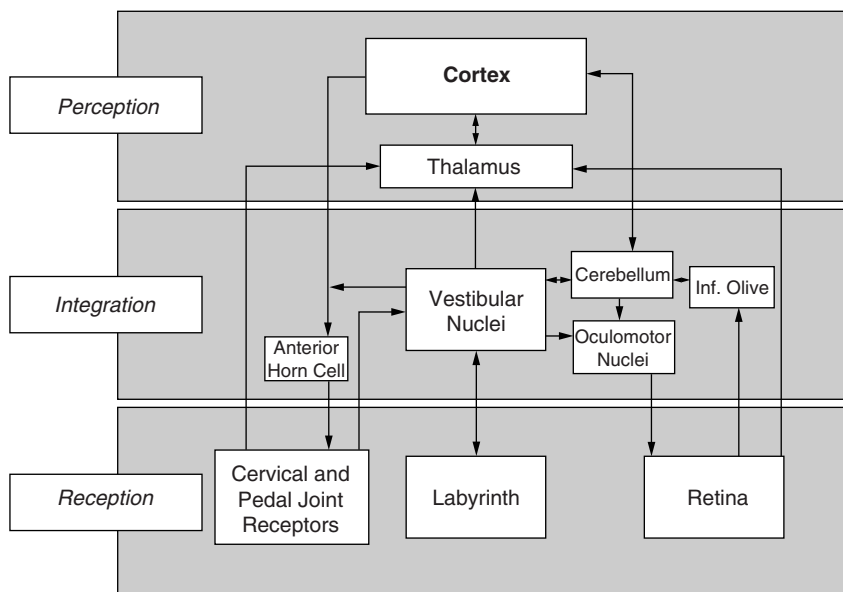 Perception
Cortex
Thalamus
Integration
Vestibular
Nuclei
Cerebellum
Inf. Olive
Oculomotor
Nuclei
Anterior
Horn Cell
Reception
Cervical and
Pedal Joint
Receptors
Labyrinth
Retina